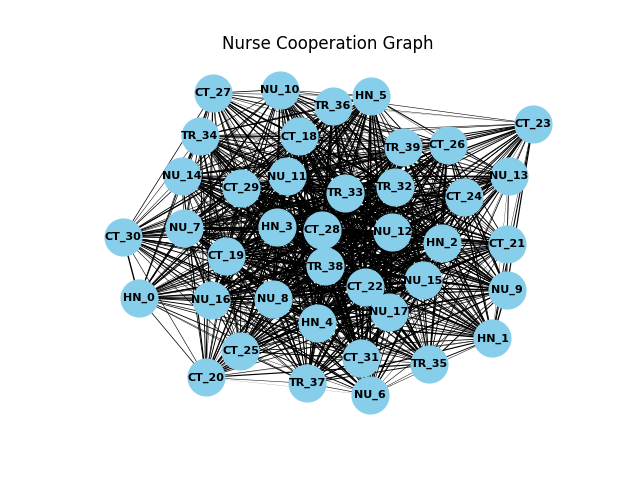 Nurse Cooperation Graph
NU_10
CT_27
HN_5
TR_36
CT_23
TR_34
CT_18
CT_26
TR_39
NU_14
NU_11
NU_13
CT_29
TR_32
TR_33
CT_24
NU_7
HN_3
CT_28
NU_12
CT_30
HN_2
CT_21
CT_19
TR_38
NU_15
CT_22
NU_9
HN_0
NU_16
NU_8
NU_17
HN_4
HN_1
CT_25
CT_31
TR_35
CT_20
TR_37
NU_6